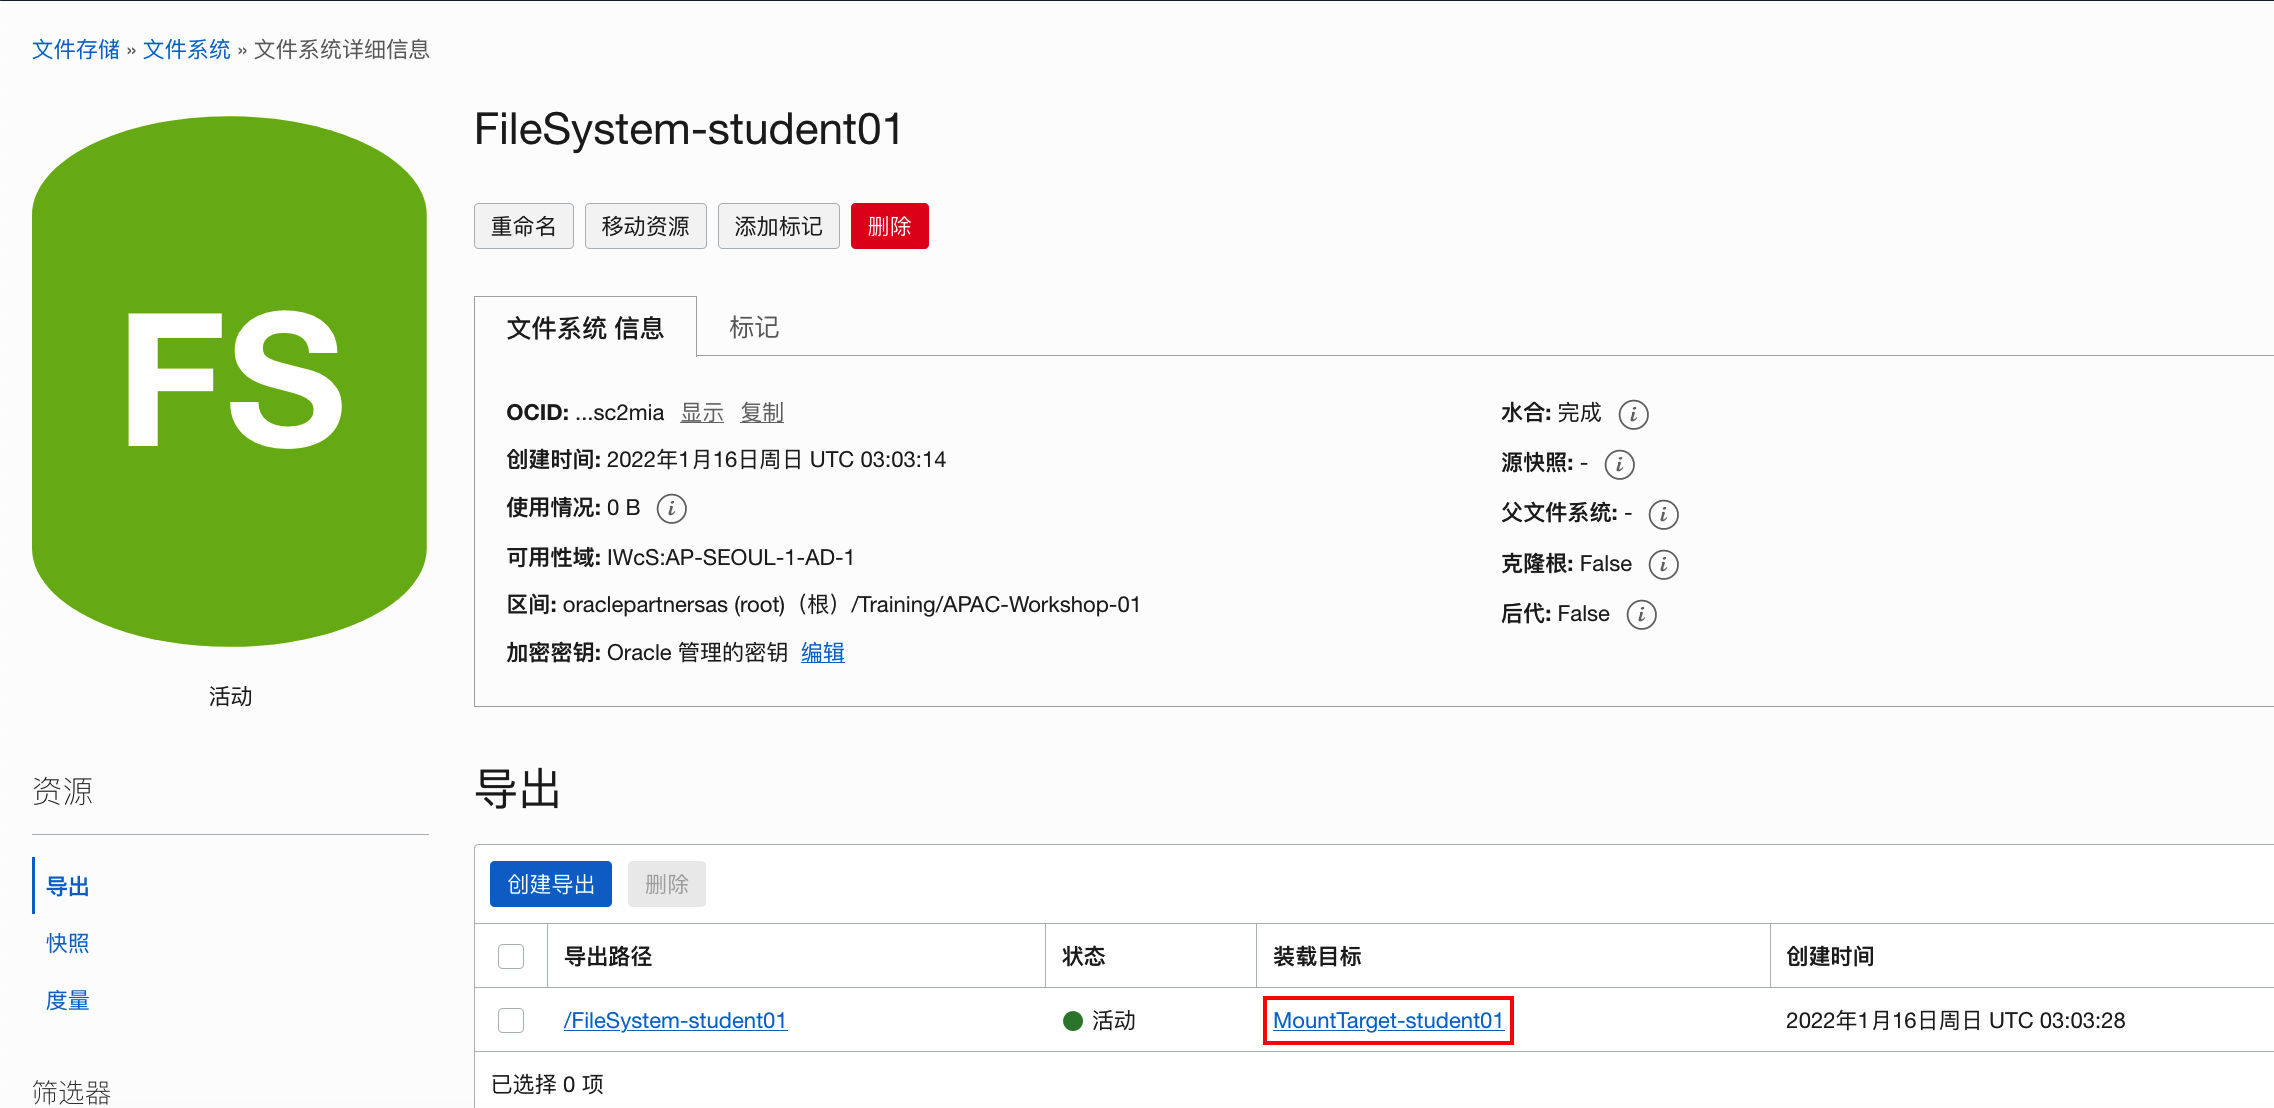 文件存储 » 文件系统 » 文件系统详细信息
FS
活动
FileSystem-student01
重命名 移动资源 添加标记 删除
文件系统 信息 标记
OCID: ...sc2mia 显示 复制
创建时间: 2022年1月16日周日 UTC 03:03:14
使用情况: 0 B i
可用性域: IWcS:AP-SEOUL-1-AD-1
区间: oraclepartnersas (root)（根）/Training/APAC-Workshop-01
加密密钥: Oracle 管理的密钥 编辑
水合: 完成 i
源快照: - i
父文件系统: - i
克隆根: False i
后代: False i
资源
导出
快照
度量
筛选器
导出
创建导出 删除
导出路径 状态 装载目标 创建时间
/FileSystem-student01 活动 MountTarget-student01 2022年1月16日周日 UTC 03:03:28
已选择 0 项